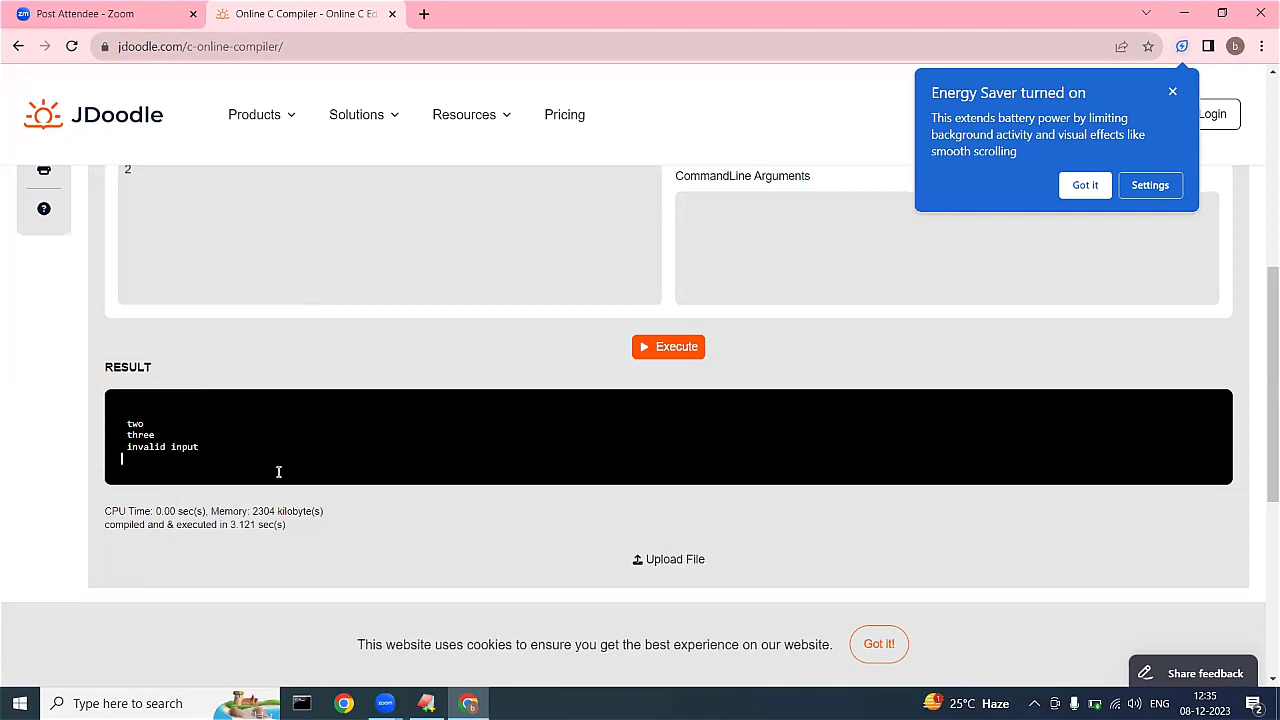 Post Attendee - Zoom
Online C Compiler - Online C Ed
jdoodle.com/c-online-compiler/
b
Energy Saver turned on
This extends battery power by limiting
background activity and visual effects like
smooth scrolling
Got it
Settings
JDoodle
Products
Solutions
Resources
Pricing
Login
2
CommandLine Arguments
Execute
RESULT
two
three
invalid input
CPU Time: 0.00 sec(s), Memory: 2304 kilobyte(s)
compiled and & executed in 3.121 sec(s)
Upload File
This website uses cookies to ensure you get the best experience on our website.
Got it!
Share feedback
Type here to search
zoom
25°C Haze
ENG
12:35
08-12-2023
2